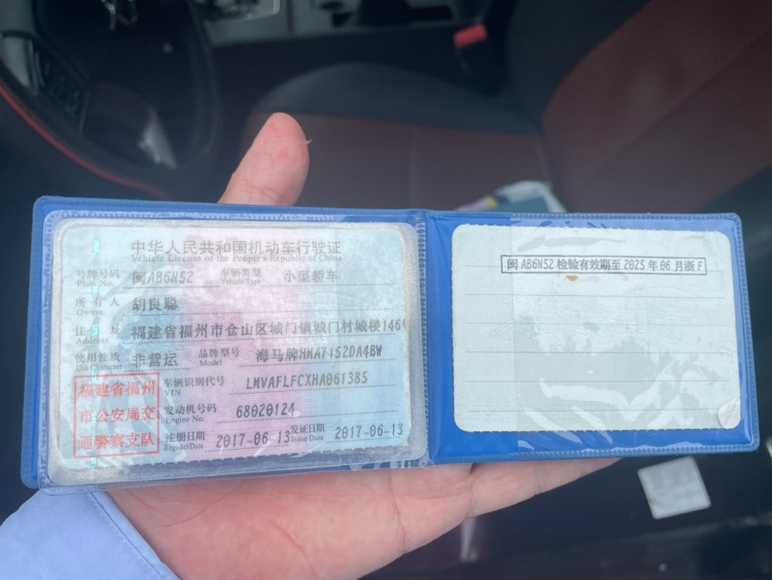 中华人民共和国机动车行驶证
Vehicle License of the People's Republic of China
号牌号码 闽AB6N52 车辆类型 小型轿车
Plate No. Vehicle Type
所有人 胡良聪
Owner
住址 福建省福州市仓山区城门镇城门村城楼146
Address
使用性质 非营运 品牌型号 海马牌HMA7152DA4BW
Use Character Model
福建省福州
市公安局交
通警察支队
车辆识别代号 LMVAFLFCXHA061385
VIN
发动机号码 68020124
Engine No.
注册日期 2017-06-13 发证日期 2017-06-13
Register Date Issue Date
闽AB6N52 检验有效期至2025年06月浙F